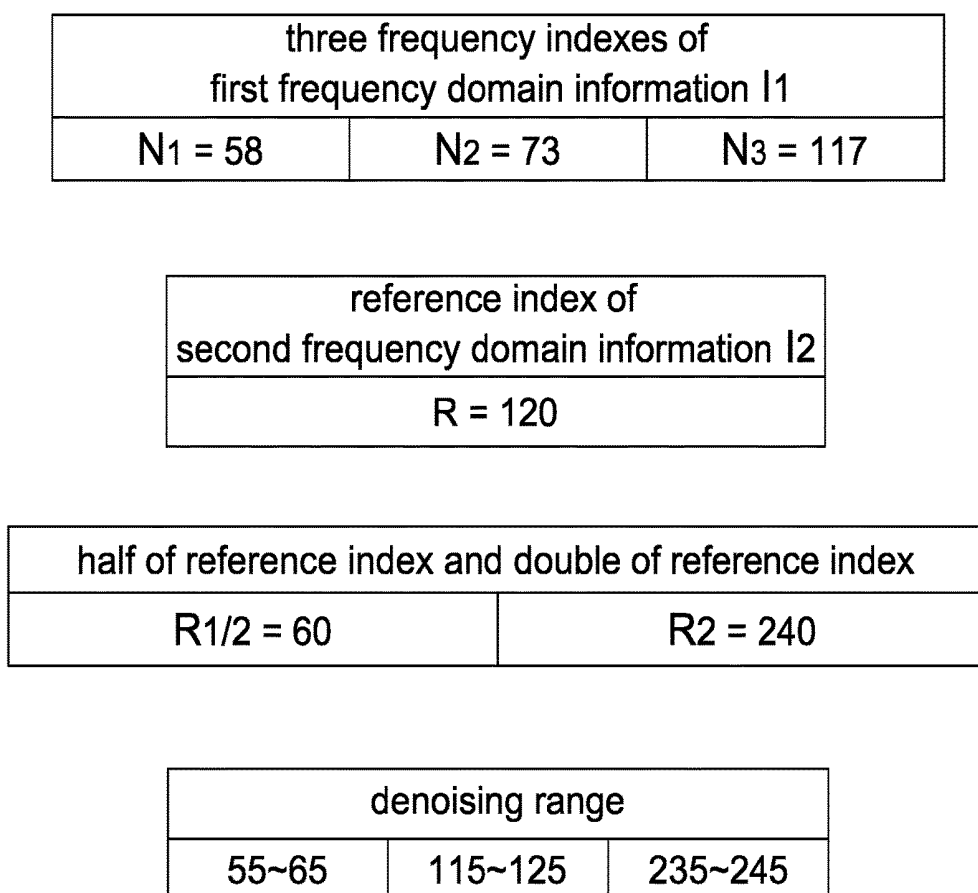 three frequency indexes of
first frequency domain information I1
N1 = 58 N2 = 73 N3 = 117
reference index of
second frequency domain information I2
R = 120
half of reference index and double of reference index
R1/2 = 60 R2 = 240
denoising range
55~65 115~125 235~245